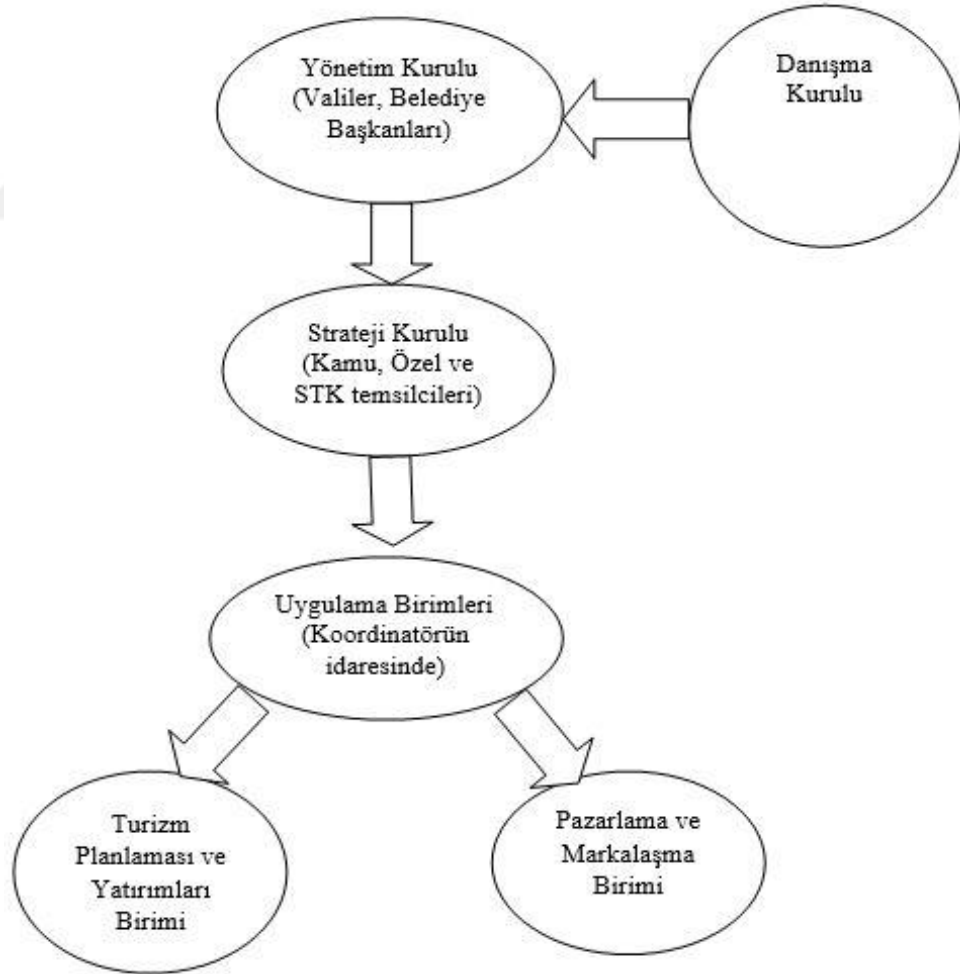 Yönetim Kurulu
(Valiler, Belediye
Başkanları)
Danışma
Kurulu
Strateji Kurulu
(Kamu, Özel ve
STK temsilcileri)
Uygulama Birimleri
(Koordinatörün
idaresinde)
Turizm
Planlaması ve
Yatırımları
Birimi
Pazarlama ve
Markalaşma
Birimi